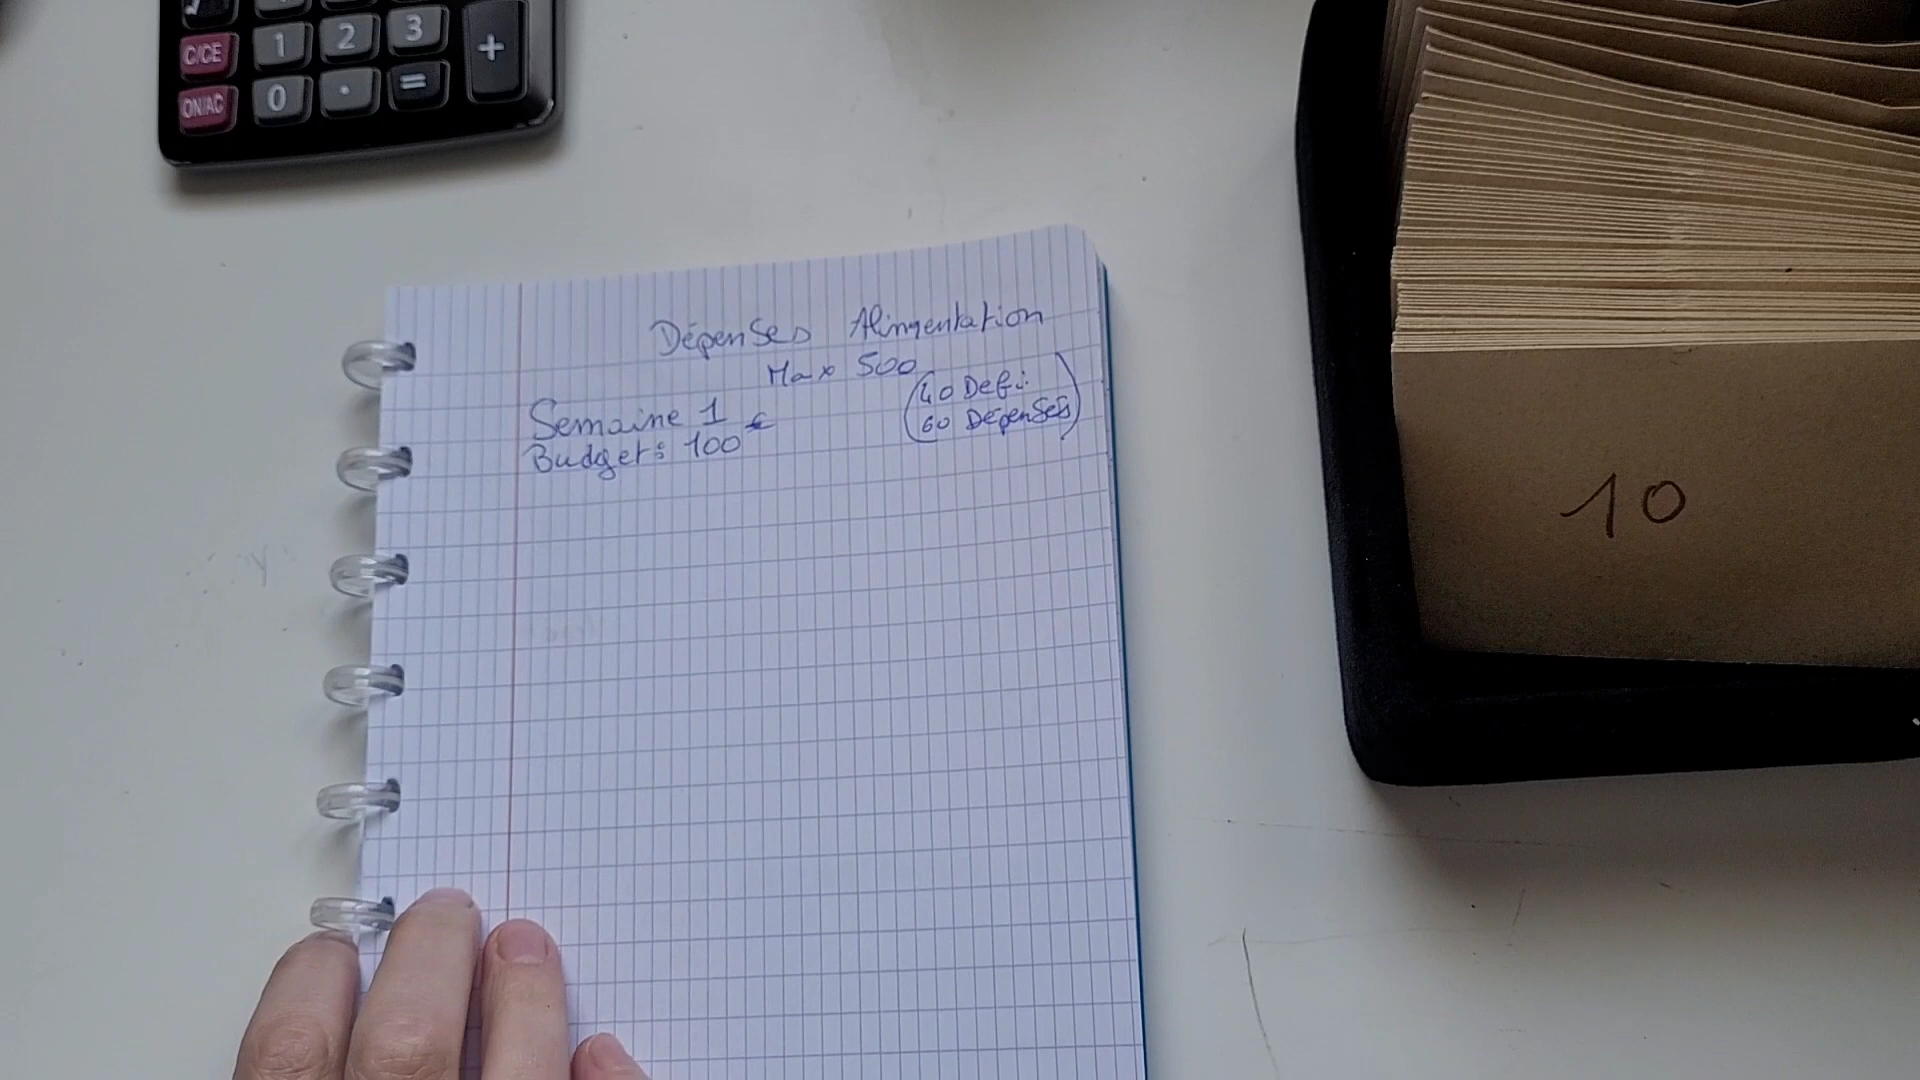 √
C/CE 1 2 3 +
ON/AC 0 . =
Dépenses Alimentation
Max 500
(40 Defi
60 Dépenses)
Semaine 1
Budget: 100 €
10